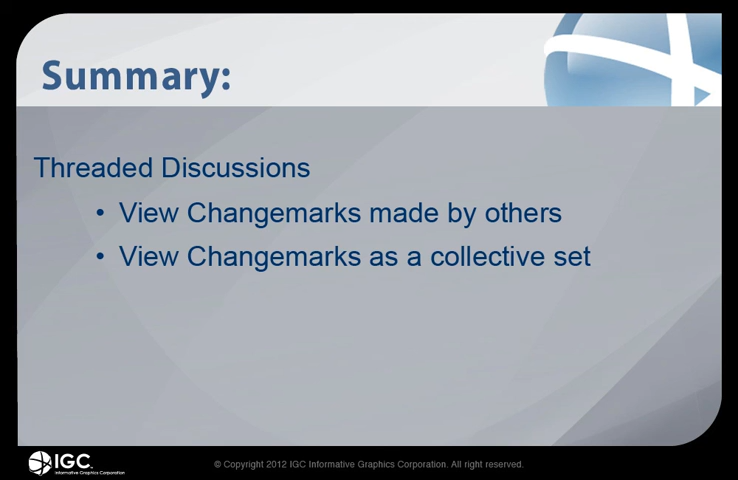 Summary:
Threaded Discussions
• View Changemarks made by others
• View Changemarks as a collective set
IGC.
Informative Graphics Corporation
© Copyright 2012 IGC Informative Graphics Corporation. All right reserved.